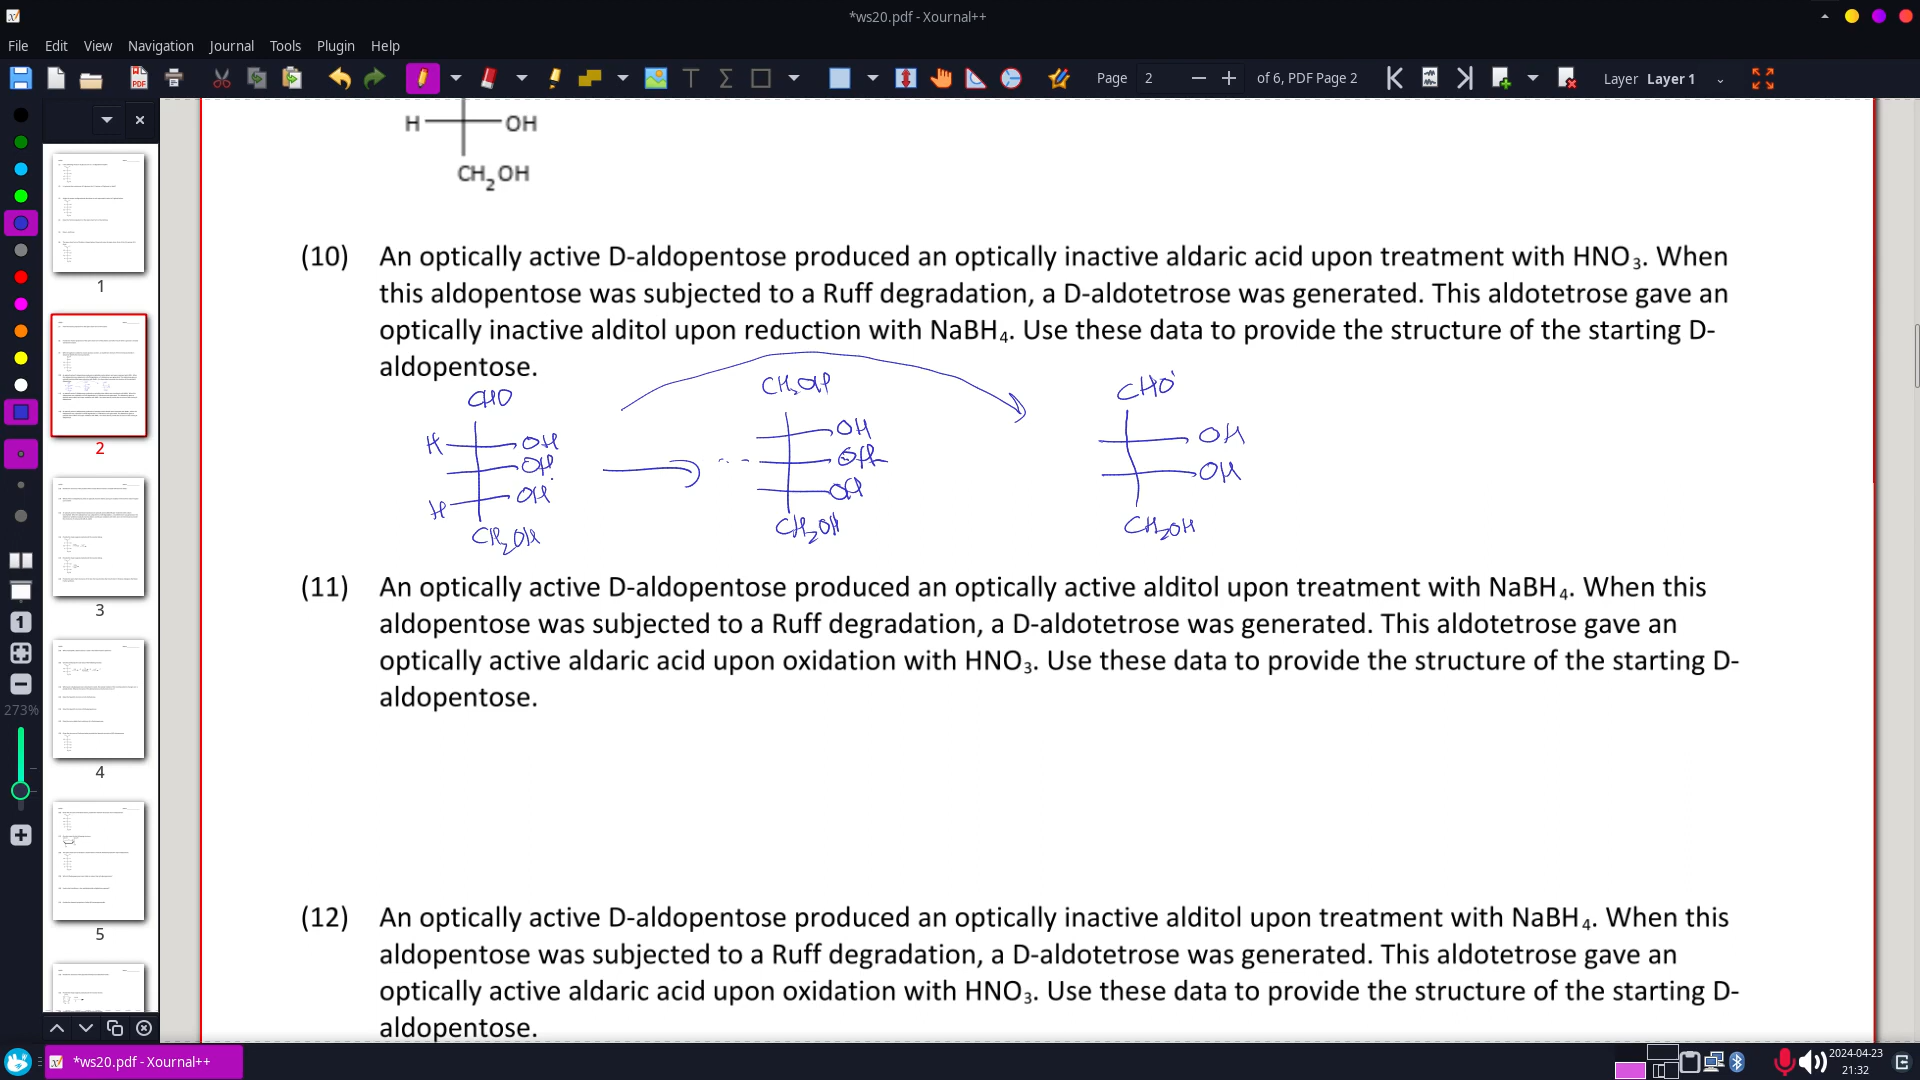 *ws20.pdf - Xournal++
File Edit View Navigation Journal Tools Plugin Help
Page 2 of 6, PDF Page 2 Layer Layer 1
H OH
CH2OH
(10) An optically active D-aldopentose produced an optically inactive aldaric acid upon treatment with HNO3. When
this aldopentose was subjected to a Ruff degradation, a D-aldotetrose was generated. This aldotetrose gave an
optically inactive alditol upon reduction with NaBH4. Use these data to provide the structure of the starting D-
aldopentose.
CHO
H OH
OH
H OH
CH2OH
CH2OH
OH
OH
OH
CH2OH
CHO
OH
OH
CH2OH
(11) An optically active D-aldopentose produced an optically active alditol upon treatment with NaBH4. When this
aldopentose was subjected to a Ruff degradation, a D-aldotetrose was generated. This aldotetrose gave an
optically active aldaric acid upon oxidation with HNO3. Use these data to provide the structure of the starting D-
aldopentose.
(12) An optically active D-aldopentose produced an optically inactive alditol upon treatment with NaBH4. When this
aldopentose was subjected to a Ruff degradation, a D-aldotetrose was generated. This aldotetrose gave an
optically active aldaric acid upon oxidation with HNO3. Use these data to provide the structure of the starting D-
aldopentose.
1
2
3
4
5
273%
*ws20.pdf - Xournal++
2024-04-23
21:32